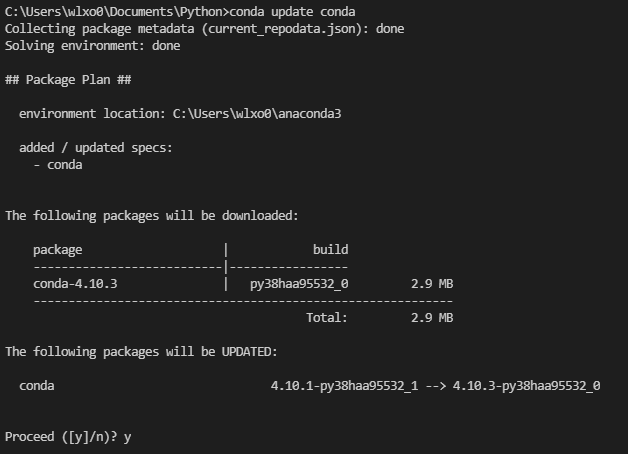 C:\Users\wlxo0\Documents\Python>conda update conda
Collecting package metadata (current_repodata.json): done
Solving environment: done

## Package Plan ##

  environment location: C:\Users\wlxo0\anaconda3

  added / updated specs:
    - conda


The following packages will be downloaded:

    package                    |            build
    ---------------------------|-----------------
    conda-4.10.3               |   py38haa95532_0         2.9 MB
    ------------------------------------------------------------
                                           Total:         2.9 MB

The following packages will be UPDATED:

  conda                               4.10.1-py38haa95532_1 --> 4.10.3-py38haa95532_0


Proceed ([y]/n)? y